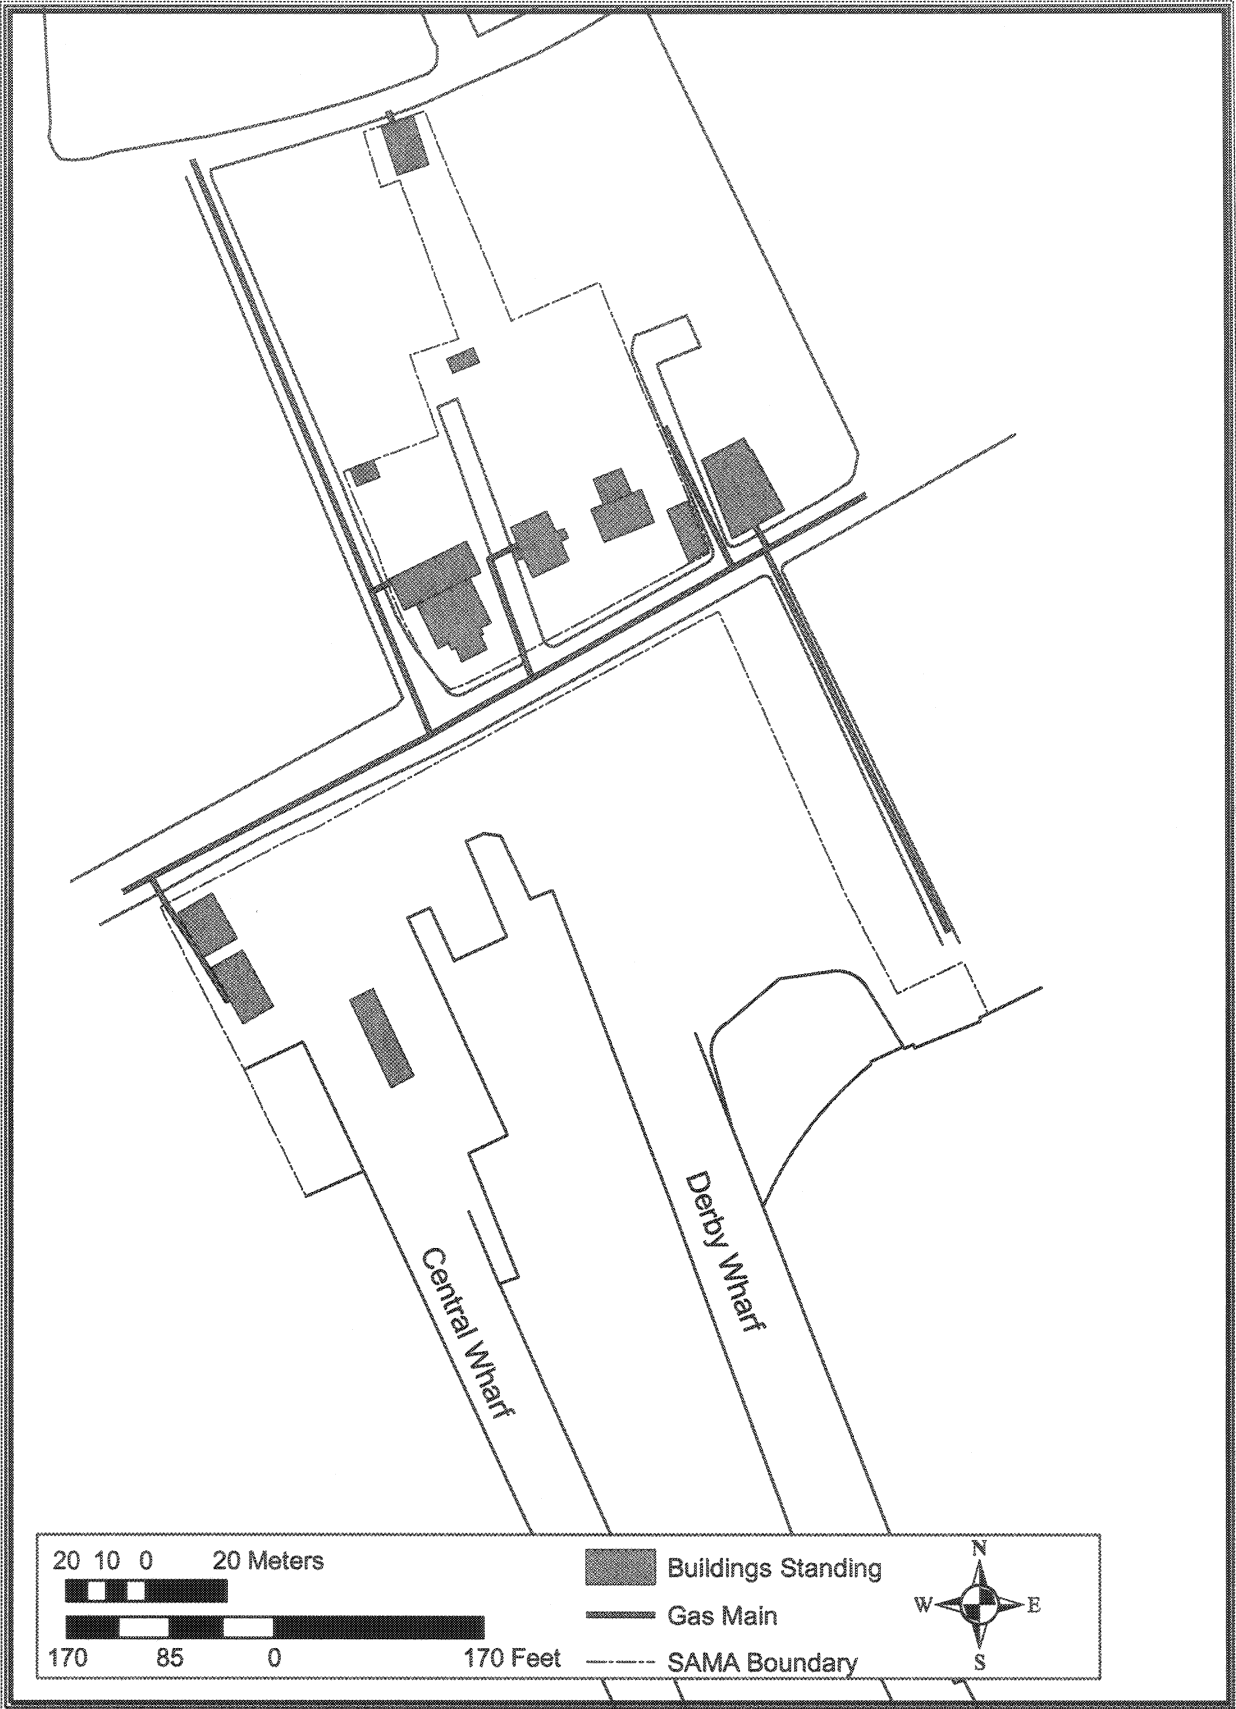 Derby Wharf
Central Wharf
20 10 0 20 Meters
170 85 0 170 Feet
Buildings Standing
Gas Main
SAMA Boundary
N
W E
S